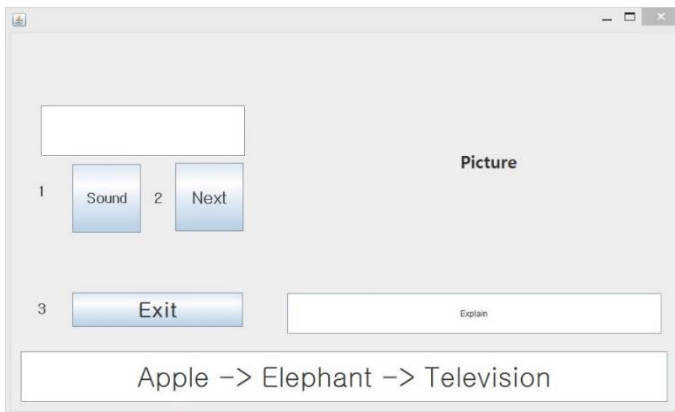 Picture
1 Sound 2 Next
3 Exit
Explain
Apple -> Elephant -> Television